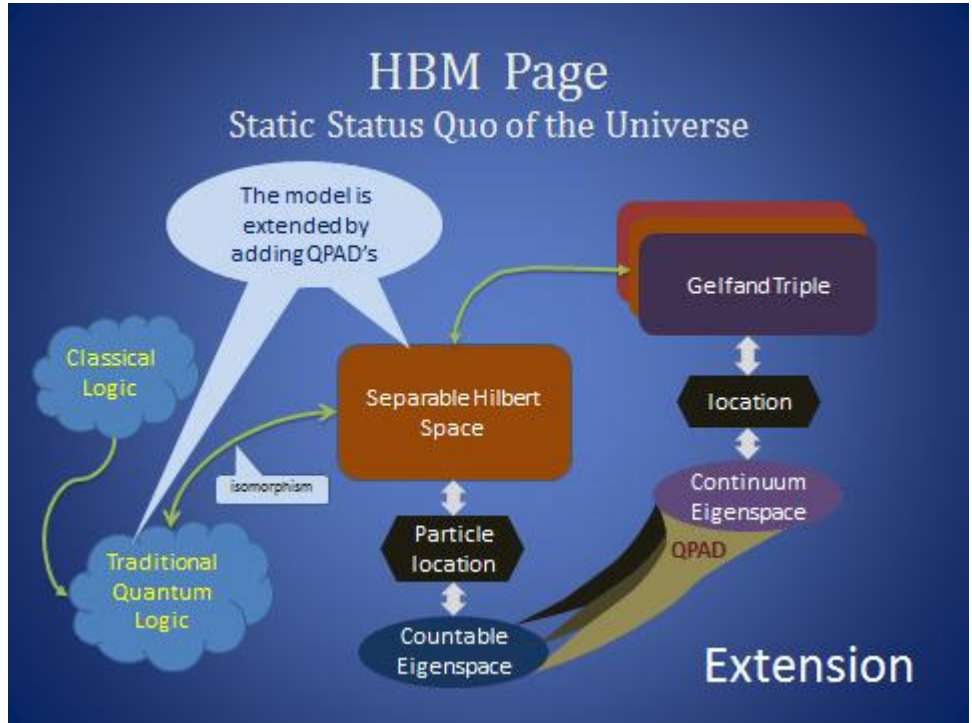 HBM Page
Static Status Quo of the Universe
The model is
extended by
adding QPAD's
Gelfand Triple
Classical
Logic
Separable Hilbert
Space
location
isomorphism
Continuum
Eigenspace
Particle
location
QPAD
Traditional
Quantum
Logic
Countable
Eigenspace
Extension